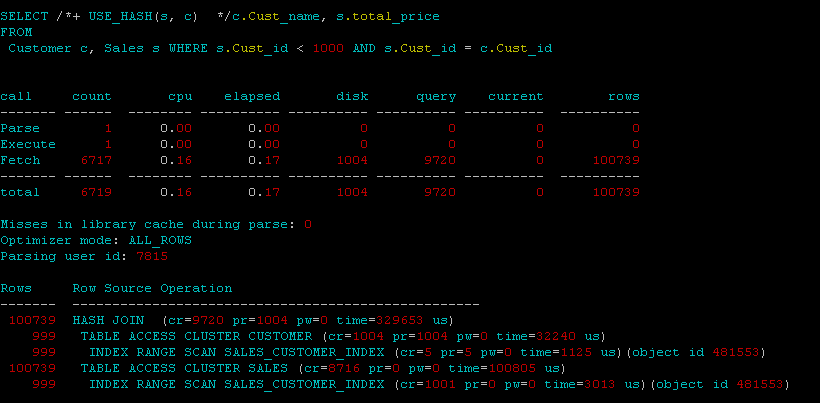 SELECT /*+ USE_HASH(s, c)  */c.Cust_name, s.total_price
FROM
 Customer c, Sales s WHERE s.Cust_id < 1000 AND s.Cust_id = c.Cust_id
call     count       cpu    elapsed       disk      query    current        rows
------- ------  -------- ---------- ---------- ---------- ----------  ----------
Parse        1      0.00       0.00          0          0          0           0
Execute      1      0.00       0.00          0          0          0           0
Fetch     6717      0.16       0.17       1004       9720          0      100739
------- ------  -------- ---------- ---------- ---------- ----------  ----------
total     6719      0.16       0.17       1004       9720          0      100739
Misses in library cache during parse: 0
Optimizer mode: ALL_ROWS
Parsing user id: 7815
Rows     Row Source Operation
-------  ---------------------------------------------------
 100739  HASH JOIN  (cr=9720 pr=1004 pw=0 time=329653 us)
    999   TABLE ACCESS CLUSTER CUSTOMER (cr=1004 pr=1004 pw=0 time=32240 us)
    999    INDEX RANGE SCAN SALES_CUSTOMER_INDEX (cr=5 pr=5 pw=0 time=1125 us)(object id 481553)
 100739   TABLE ACCESS CLUSTER SALES (cr=8716 pr=0 pw=0 time=100805 us)
    999    INDEX RANGE SCAN SALES_CUSTOMER_INDEX (cr=1001 pr=0 pw=0 time=3013 us)(object id 481553)